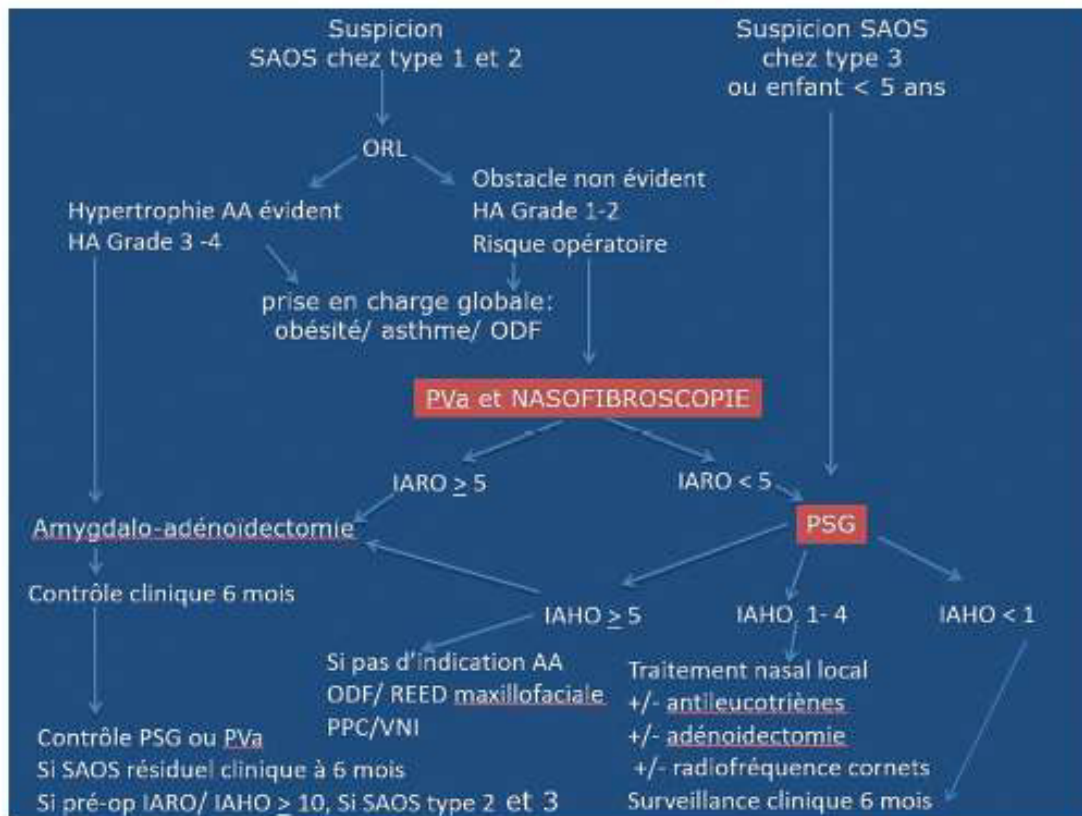 Suspicion
SAOS chez type 1 et 2
Suspicion SAOS
chez type 3
ou enfant < 5 ans
ORL
Hypertrophie AA évident
HA Grade 3 -4
Obstacle non évident
HA Grade 1-2
Risque opératoire
prise en charge globale:
obésité/ asthme/ ODF
PVa et NASOFIBROSCOPIE
IARO ≥ 5
IARO < 5
Amygdalo-adénoïdectomie
PSG
Contrôle clinique 6 mois
IAHO ≥ 5
IAHO 1- 4
IAHO < 1
Si pas d'indication AA
ODF/ REED maxillofaciale
PPC/VNI
Traitement nasal local
+/- antileucotriènes
+/- adénoidectomie
+/- radiofréquence cornets
Surveillance clinique 6 mois
Contrôle PSG ou PVa
Si SAOS résiduel clinique à 6 mois
Si pré-op IARO/ IAHO ≥ 10, Si SAOS type 2 et 3